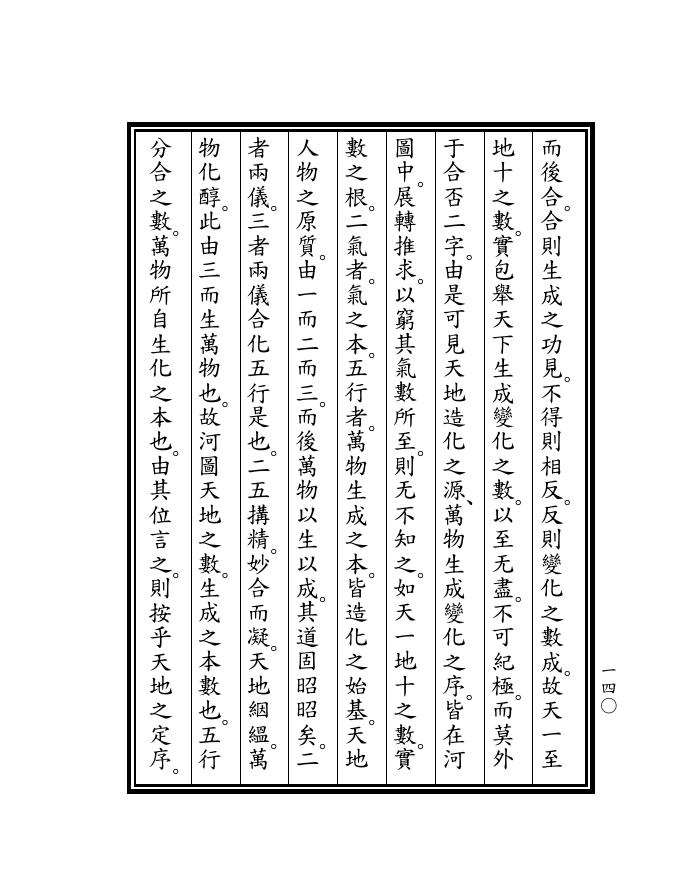 而後合。合則生成之功見。不得則相反。反則變化之數成。故天一至
地十之數。實包舉天下生成變化之數。以至无盡。不可紀極。而莫外
于合否二字。由是可見天地造化之源、萬物生成變化之序。皆在河
圖中。展轉推求。以窮其氣數所至。則无不知之。如天一地十之數。實
數之根。二氣者。氣之本。五行者。萬物生成之本。皆造化之始基。天地
人物之原質。由一而二而三。而後萬物以生以成。其道固昭昭矣。二
者兩儀。三者兩儀合化五行是也。二五搆精。妙合而凝。天地絪縕。萬
物化醇。此由三而生萬物也。故河圖天地之數。生成之本數也。五行
分合之數。萬物所自生化之本也。由其位言之。則按乎天地之定序。
一四〇